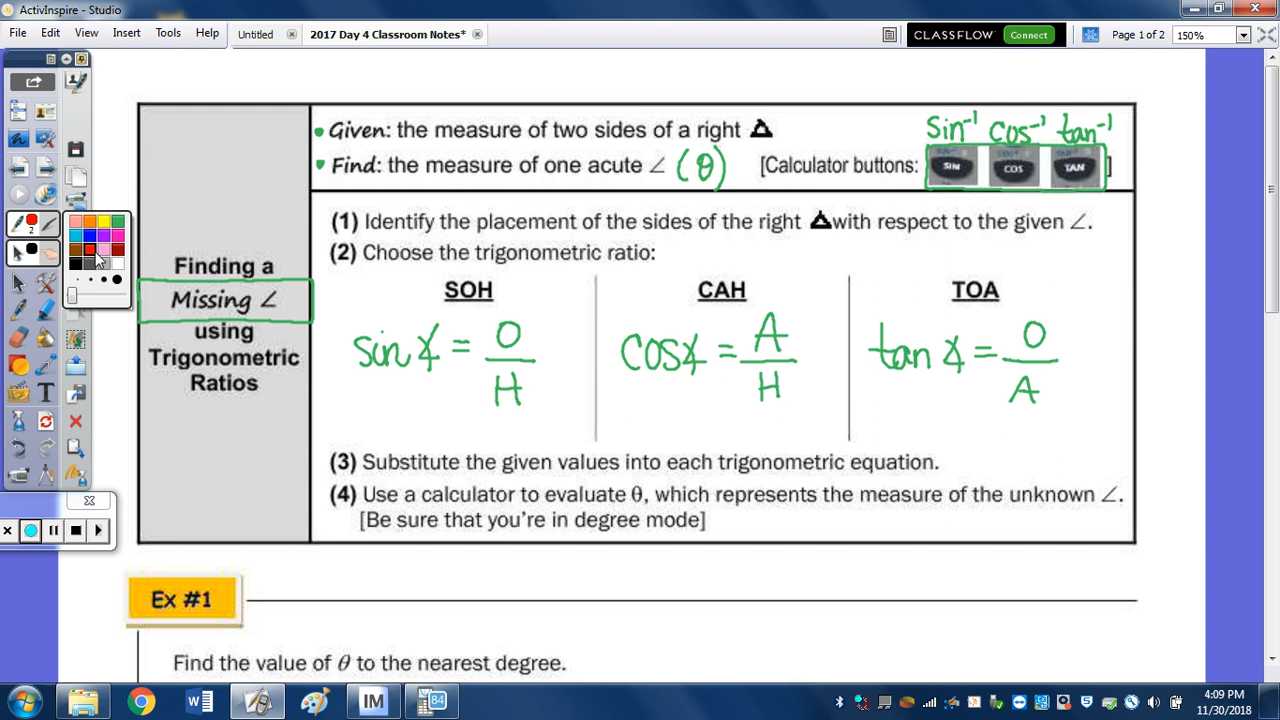 ActivInspire - Studio
File Edit View Insert Tools Help Untitled 2017 Day 4 Classroom Notes* CLASSFLOW Connect Page 1 of 2 150%
• Given: the measure of two sides of a right △ sin⁻¹ cos⁻¹ tan⁻¹
• Find: the measure of one acute ∠ (θ) [Calculator buttons: SIN COS TAN ]
(1) Identify the placement of the sides of the right △ with respect to the given ∠.
(2) Choose the trigonometric ratio:
Finding a
Missing ∠
using
Trigonometric
Ratios
SOH CAH TOA
sin∡ = O/H cos∡ = A/H tan∡ = O/A
(3) Substitute the given values into each trigonometric equation.
(4) Use a calculator to evaluate θ, which represents the measure of the unknown ∠.
[Be sure that you're in degree mode]
Ex #1
Find the value of θ to the nearest degree.
2
IM 84
4:09 PM
11/30/2018